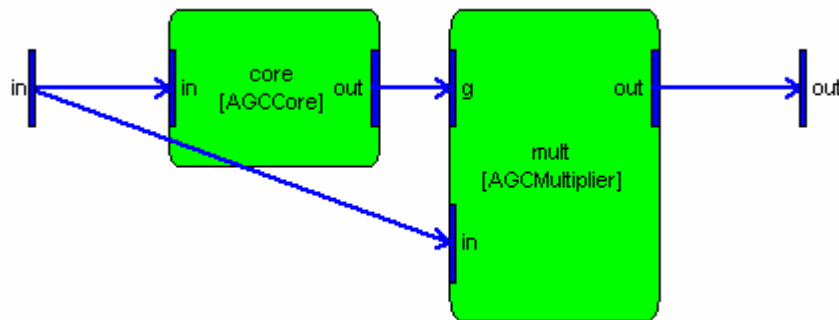 in
in
core
[AGCCore]
out
g
out
mult
[AGCMultiplier]
in
out